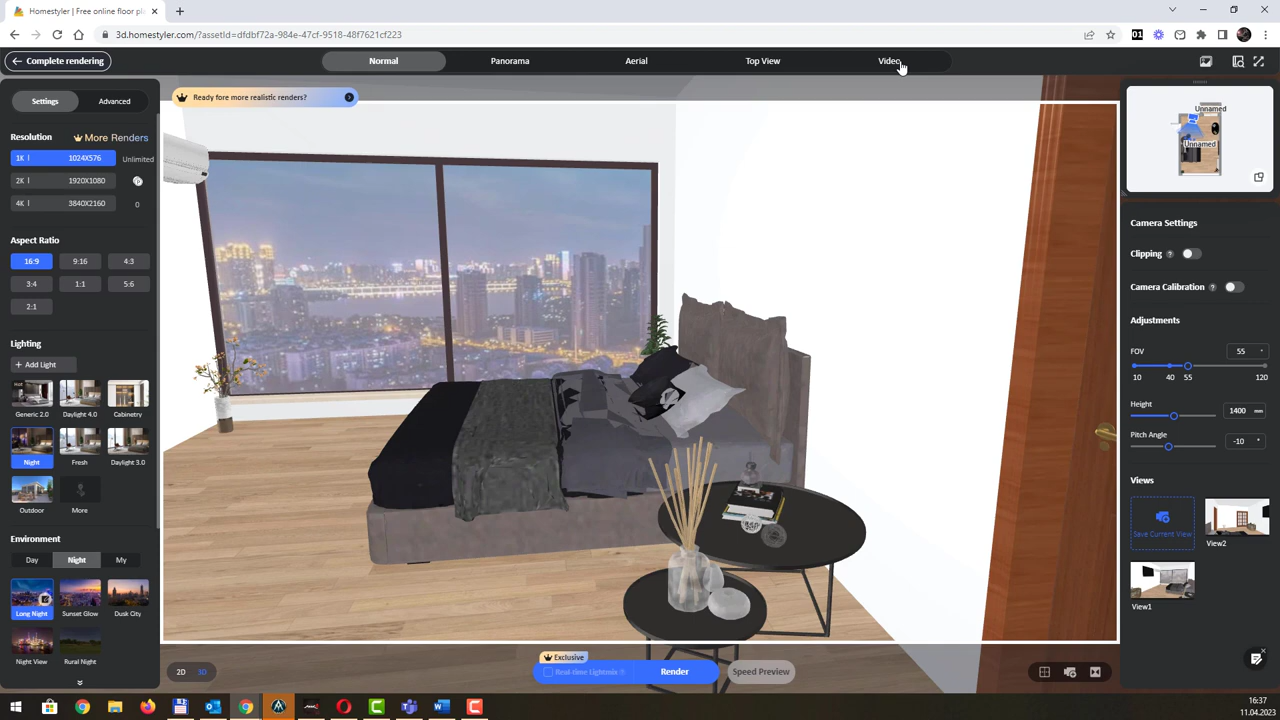 Homestyler - Free online floor pla
3d.homestyler.com/?assetId=dfdbf72a-984e-47cf-9518-48f7621cf223
01
Complete rendering
Normal
Panorama
Aerial
Top View
Video
Settings
Advanced
Ready fore more realistic renders?
Resolution
More Renders
1K
1024X576
Unlimited
2K
1920X1080
4K
3840X2160
0
Aspect Ratio
16:9
9:16
4:3
3:4
1:1
5:6
2:1
Lighting
+ Add Light
Generic 2.0
Daylight 4.0
Cabinetry
Night
Fresh
Daylight 3.0
Outdoor
More
Environment
Day
Night
My
Long Night
Sunset Glow
Dusk City
Night View
Rural Night
2D
3D
Exclusive
Real-time Lightmix
Render
Speed Preview
Unnamed
Unnamed
Camera Settings
Clipping ?
Camera Calibration ?
Adjustments
FOV
55 °
10
40
55
120
Height
1400 mm
Pitch Angle
-10 °
Views
Save Current View
View2
View1
16:37
11.04.2023